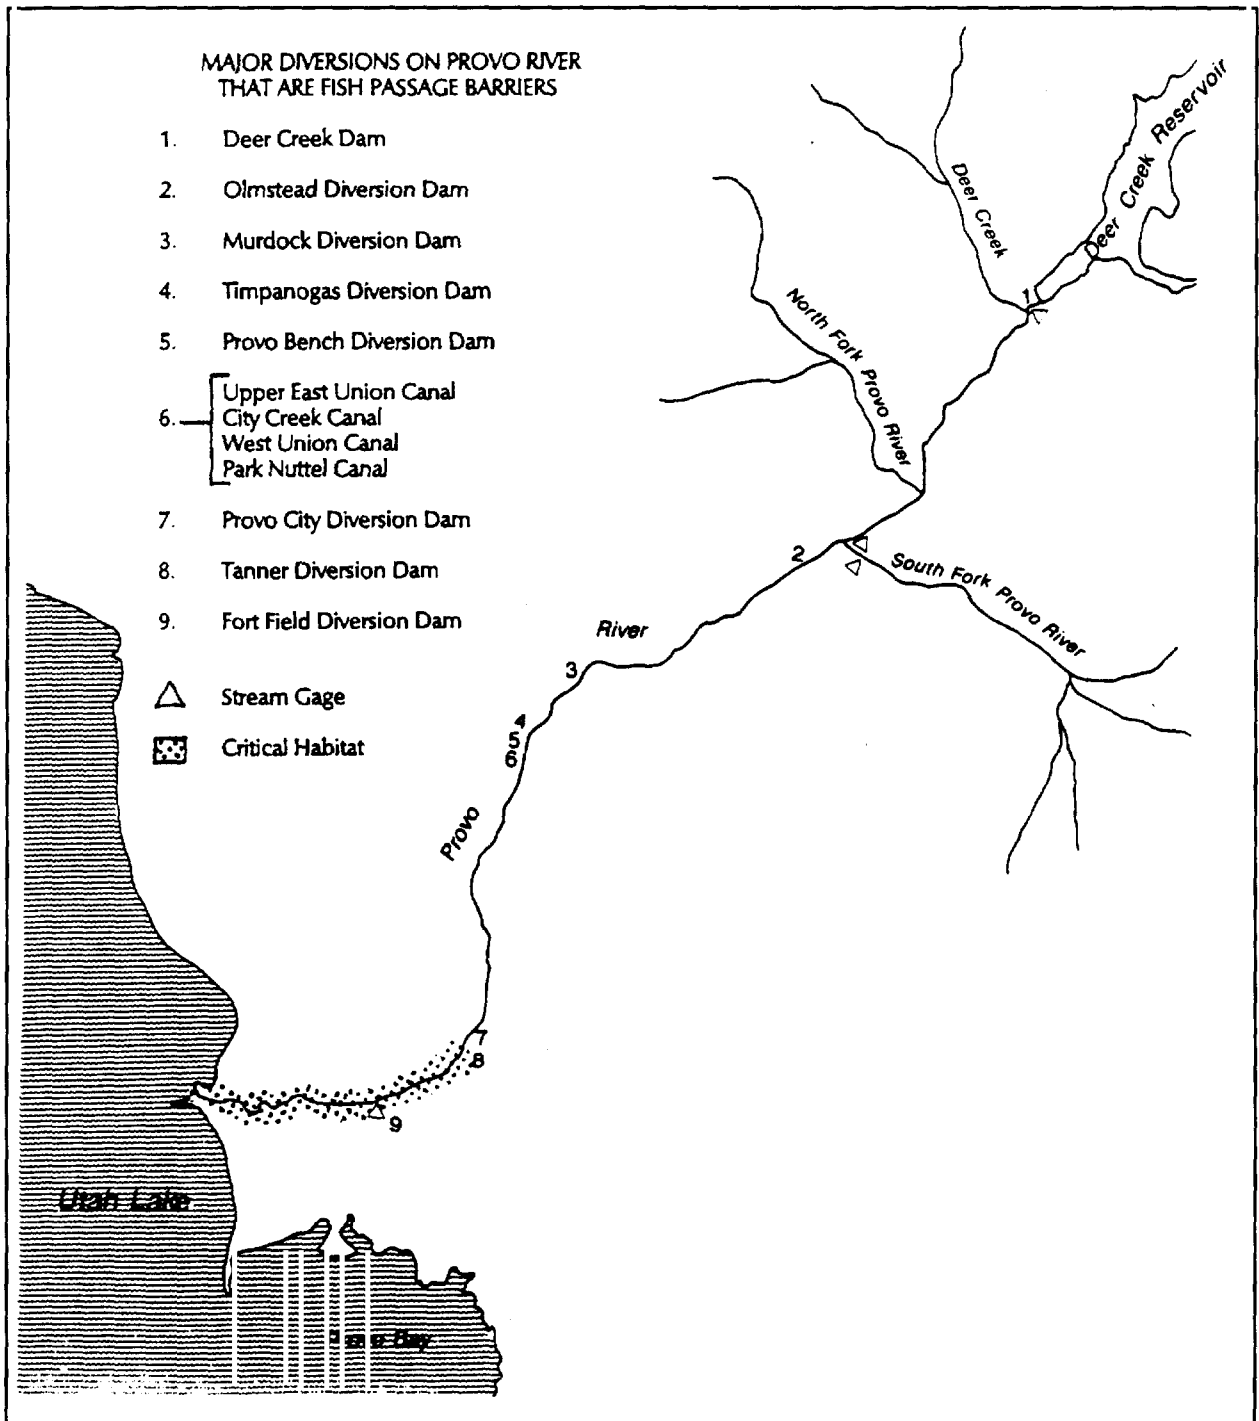 MAJOR DIVERSIONS ON PROVO RIVER
THAT ARE FISH PASSAGE BARRIERS
1. Deer Creek Dam
2. Olmstead Diversion Dam
3. Murdock Diversion Dam
4. Timpanogas Diversion Dam
5. Provo Bench Diversion Dam
6.
Upper East Union Canal
City Creek Canal
West Union Canal
Park Nuttel Canal
7. Provo City Diversion Dam
8. Tanner Diversion Dam
9. Fort Field Diversion Dam
Stream Gage
Critical Habitat
Deer Creek Reservoir
Deer Creek
1
North Fork Provo River
2
South Fork Provo River
River
3
4
5
6
Provo
7
8
9
Utah Lake
Bay